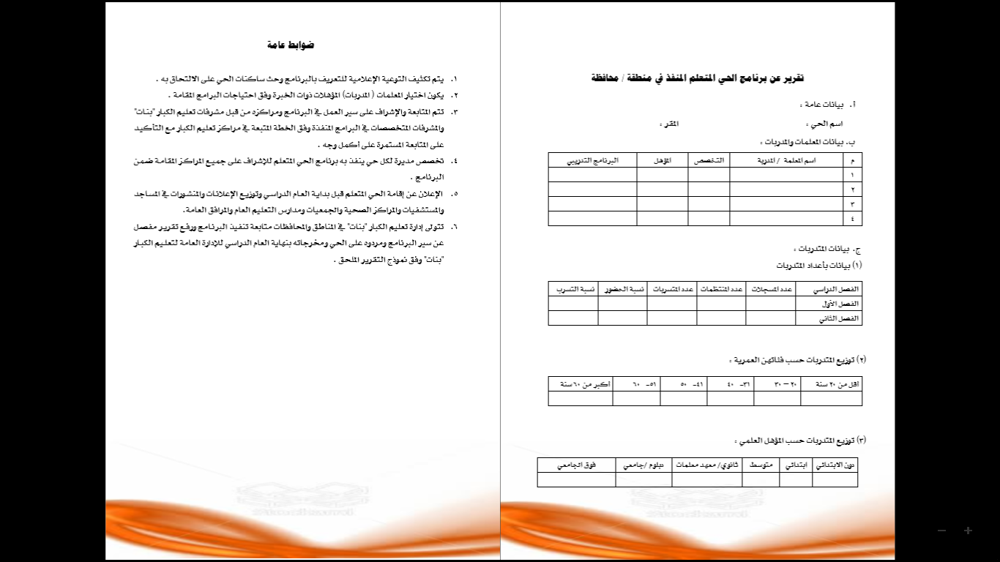 تقرير عن برنامج الحي المتعلم المنفذ في منطقة / محافظة
أ. بيانات عامة :
اسم الحي : المقر :
ب. بيانات المعلمات والمدربات :
م اسم المعلمة / المدربة التخصص المؤهل البرنامج التدريبي
١
٢
٣
٤
ج. بيانات المتدربات :
(١) بيانات بأعداد المتدربات
الفصل الدراسي عدد المسجلات عدد المنتظمات عدد المتسربات نسبة الحضور نسبة التسرب
الفصل الأول
الفصل الثاني
(٢) توزيع المتدربات حسب فئاتهن العمرية :
أقل من ٢٠ سنة ٢٠ – ٣٠ ٣١- ٤٠ ٤١- ٥٠ ٥١- ٦٠ أكبر من ٦٠ سنة
(٣) توزيع المتدربات حسب المؤهل العلمي :
دون الابتدائي ابتدائي متوسط ثانوي/ معهد معلمات دبلوم /جامعي فوق الجامعي
ضوابط عامة
١. يتم تكثيف التوعية الإعلامية للتعريف بالبرنامج وحث ساكنات الحي على الالتحاق به .
٢. يكون اختيار المعلمات ( المدربات) المؤهلات ذوات الخبرة وفق احتياجات البرامج المقامة .
٣. تتم المتابعة والإشراف على سير العمل في البرنامج ومراكزه من قبل مشرفات تعليم الكبار "بنات"
والمشرفات المتخصصات في البرامج المنفذة وفق الخطة المتبعة في مراكز تعليم الكبار مع التأكيد
على المتابعة المستمرة على أكمل وجه .
٤. تخصص مديرة لكل حي ينفذ به برنامج الحي المتعلم للإشراف على جميع المراكز المقامة ضمن
البرنامج .
٥. الإعلان عن إقامة الحي المتعلم قبل بداية العام الدراسي وتوزيع الإعلانات والمنشورات في المساجد
والمستشفيات والمراكز الصحية والجمعيات ومدارس التعليم العام والمرافق العامة.
٦. تتولى إدارة تعليم الكبار "بنات" في المناطق والمحافظات متابعة تنفيذ البرنامج ورفع تقرير مفصل
عن سير البرنامج ومردوه على الحي ومخرجاته بنهاية العام الدراسي للإدارة العامة لتعليم الكبار
"بنات" وفق نموذج التقرير الملحق .